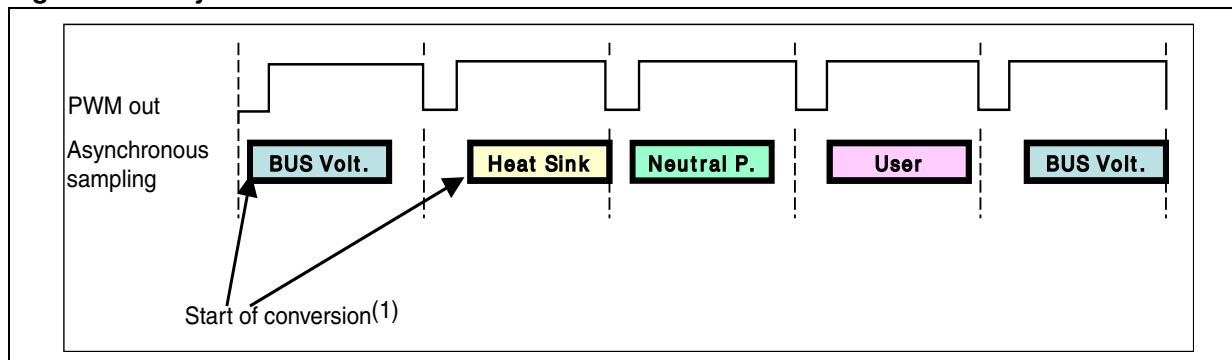 PWM out
Asynchronous
sampling
BUS Volt.
Heat Sink
Neutral P.
User
BUS Volt.
Start of conversion(1)